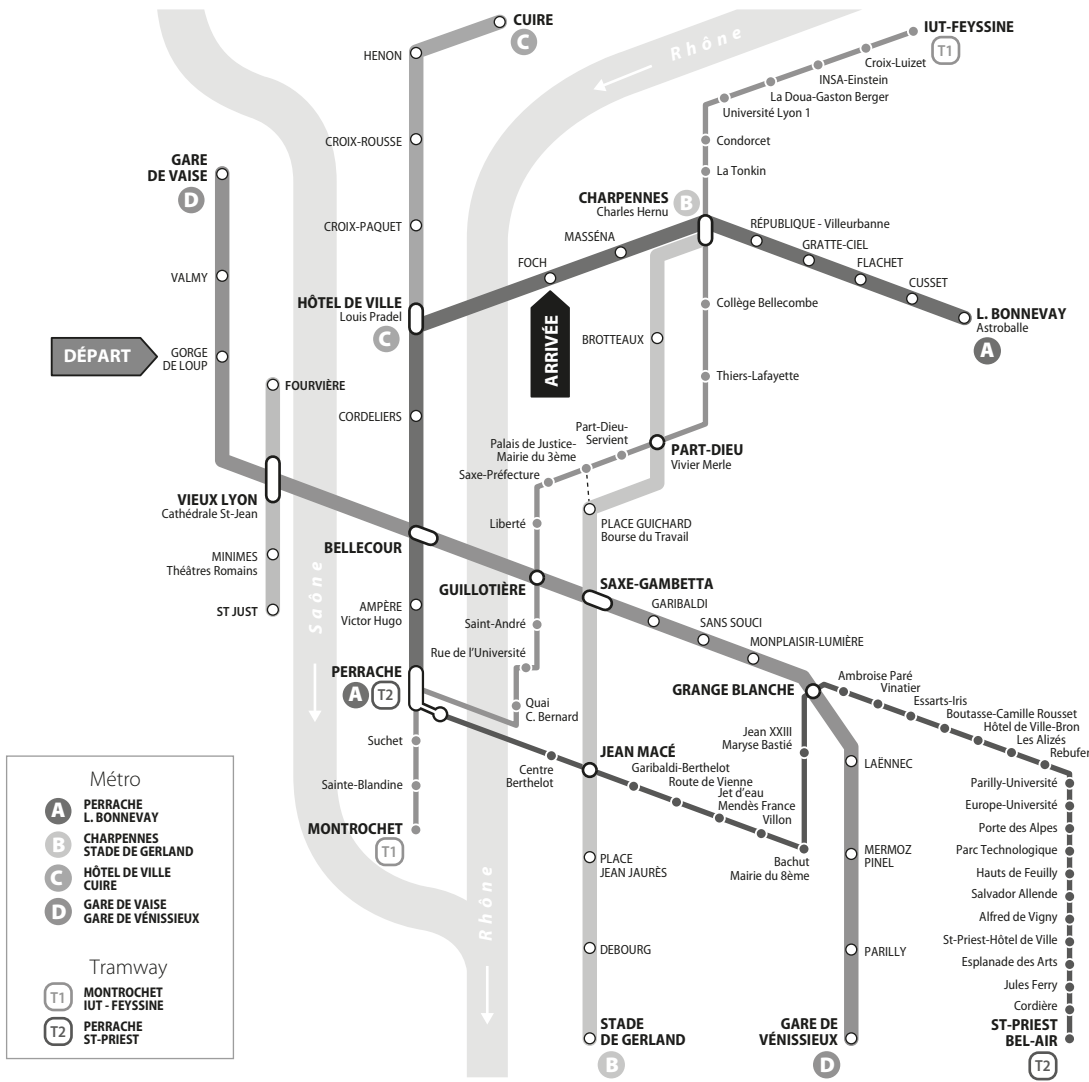 CUIRE
C
HENON
CROIX-ROUSSE
CROIX-PAQUET
HÔTEL DE VILLE
Louis Pradel
C
CORDELIERS
Rhône
IUT-FEYSSINE
T1
Croix-Luizet
INSA-Einstein
La Doua-Gaston Berger
Université Lyon 1
Condorcet
La Tonkin
CHARPENNES
Charles Hernu
B
MASSÉNA
FOCH
RÉPUBLIQUE - Villeurbanne
GRATTE-CIEL
FLACHET
CUSSET
L. BONNEVAY
Astroballe
A
GARE
DE VAISE
D
VALMY
GORGE
DE LOUP
DÉPART
ARRIVÉE
FOURVIÈRE
VIEUX LYON
Cathédrale St-Jean
MINIMES
Théâtres Romains
ST JUST
Saône
BROTTEAUX
Collège Bellecombe
Thiers-Lafayette
PART-DIEU
Vivier Merle
Part-Dieu-
Servient
Palais de Justice-
Mairie du 3ème
Saxe-Préfecture
Liberté
PLACE GUICHARD
Bourse du Travail
BELLECOUR
GUILLOTIÈRE
SAXE-GAMBETTA
GARIBALDI
SANS SOUCI
MONPLAISIR-LUMIÈRE
AMPÈRE
Victor Hugo
Saint-André
Rue de l'Université
Quai
C. Bernard
PERRACHE
A
T2
Suchet
Sainte-Blandine
MONTROCHET
T1
Centre
Berthelot
JEAN MACÉ
Garibaldi-Berthelot
Route de Vienne
Jet d'eau
Mendès France
Villon
Bachut
Mairie du 8ème
Jean XXIII
Maryse Bastié
GRANGE BLANCHE
Ambroise Paré
Vinatier
Essarts-Iris
Boutasse-Camille Rousset
Hôtel de Ville-Bron
Les Alizés
Rebufer
Parilly-Université
Europe-Université
Porte des Alpes
Parc Technologique
Hauts de Feuilly
Salvador Allende
Alfred de Vigny
St-Priest-Hôtel de Ville
Esplanade des Arts
Jules Ferry
Cordière
ST-PRIEST
BEL-AIR
T2
LAËNNEC
MERMOZ
PINEL
PARILLY
GARE DE
VÉNISSIEUX
D
PLACE
JEAN JAURÈS
DEBOURG
STADE
DE GERLAND
B
Rhône
Métro
A
PERRACHE
L. BONNEVAY
B
CHARPENNES
STADE DE GERLAND
C
HÔTEL DE VILLE
CUIRE
D
GARE DE VAISE
GARE DE VÉNISSIEUX
Tramway
T1
MONTROCHET
IUT - FEYSSINE
T2
PERRACHE
ST-PRIEST